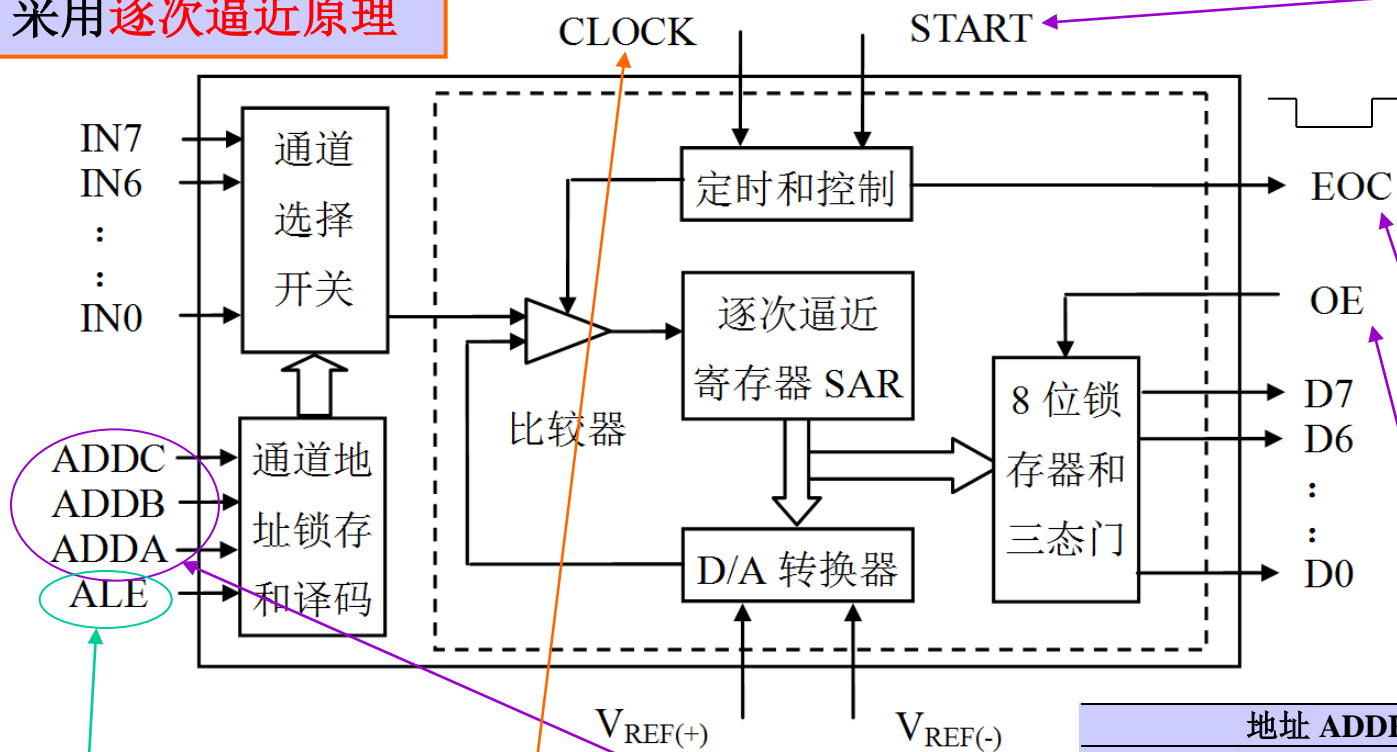 采用逐次逼近原理
CLOCK
START
IN7
IN6
:
:
IN0
通道
选择
开关
定时和控制
EOC
OE
逐次逼近
寄存器 SAR
比较器
8 位锁
存器和
三态门
D7
D6
:
:
D0
ADDC
ADDB
ADDA
ALE
通道地
址锁存
和译码
D/A 转换器
VREF(+)
VREF(-)
地址 ADD